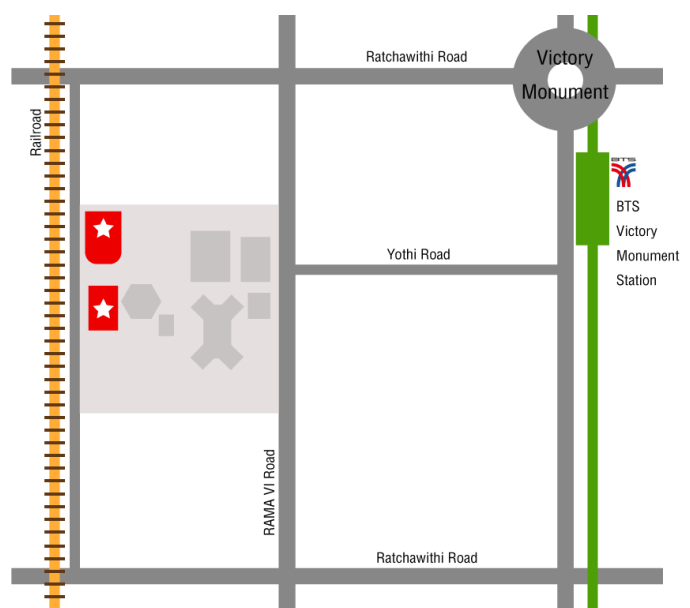 Ratchawithi Road
Victory
Monument
Railroad
BTS
BTS
Victory
Monument
Station
Yothi Road
RAMA VI Road
Ratchawithi Road